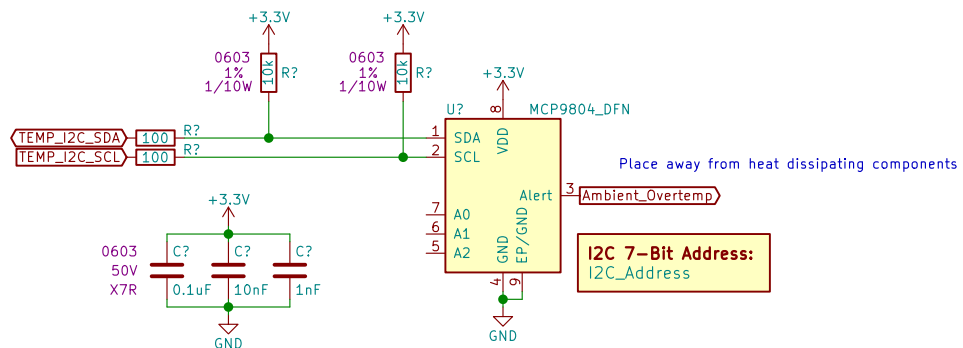 +3.3V
+3.3V
0603
1%
1/10W
10k
R?
0603
1%
1/10W
10k
R?
+3.3V
U?
MCP9804_DFN
8
VDD
TEMP_I2C_SDA
100
R?
1
SDA
TEMP_I2C_SCL
100
R?
2
SCL
Place away from heat dissipating components
Alert
3
Ambient_Overtemp
+3.3V
7
A0
6
A1
5
A2
GND
EP/GND
4
9
GND
0603
50V
X7R
C?
0.1uF
C?
10nF
C?
1nF
GND
I2C 7-Bit Address:
I2C_Address